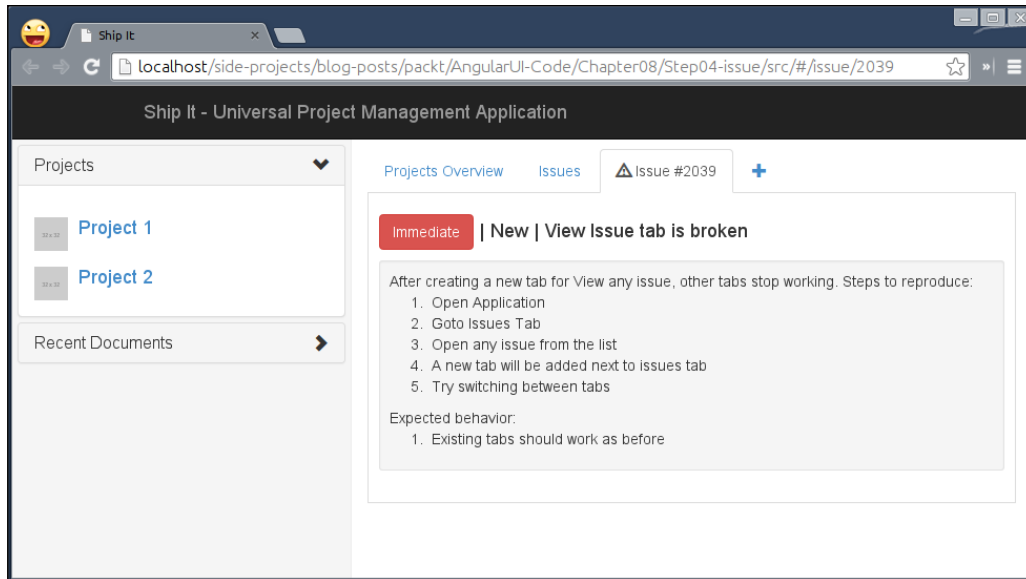 Ship It
localhost/side-projects/blog-posts/packt/AngularUI-Code/Chapter08/Step04-issue/src/#/issue/2039
Ship It - Universal Project Management Application
Projects
Project 1
Project 2
Recent Documents
Projects Overview
Issues
Issue #2039
Immediate | New | View Issue tab is broken
After creating a new tab for View any issue, other tabs stop working. Steps to reproduce:
1. Open Application
2. Goto Issues Tab
3. Open any issue from the list
4. A new tab will be added next to issues tab
5. Try switching between tabs
Expected behavior:
1. Existing tabs should work as before